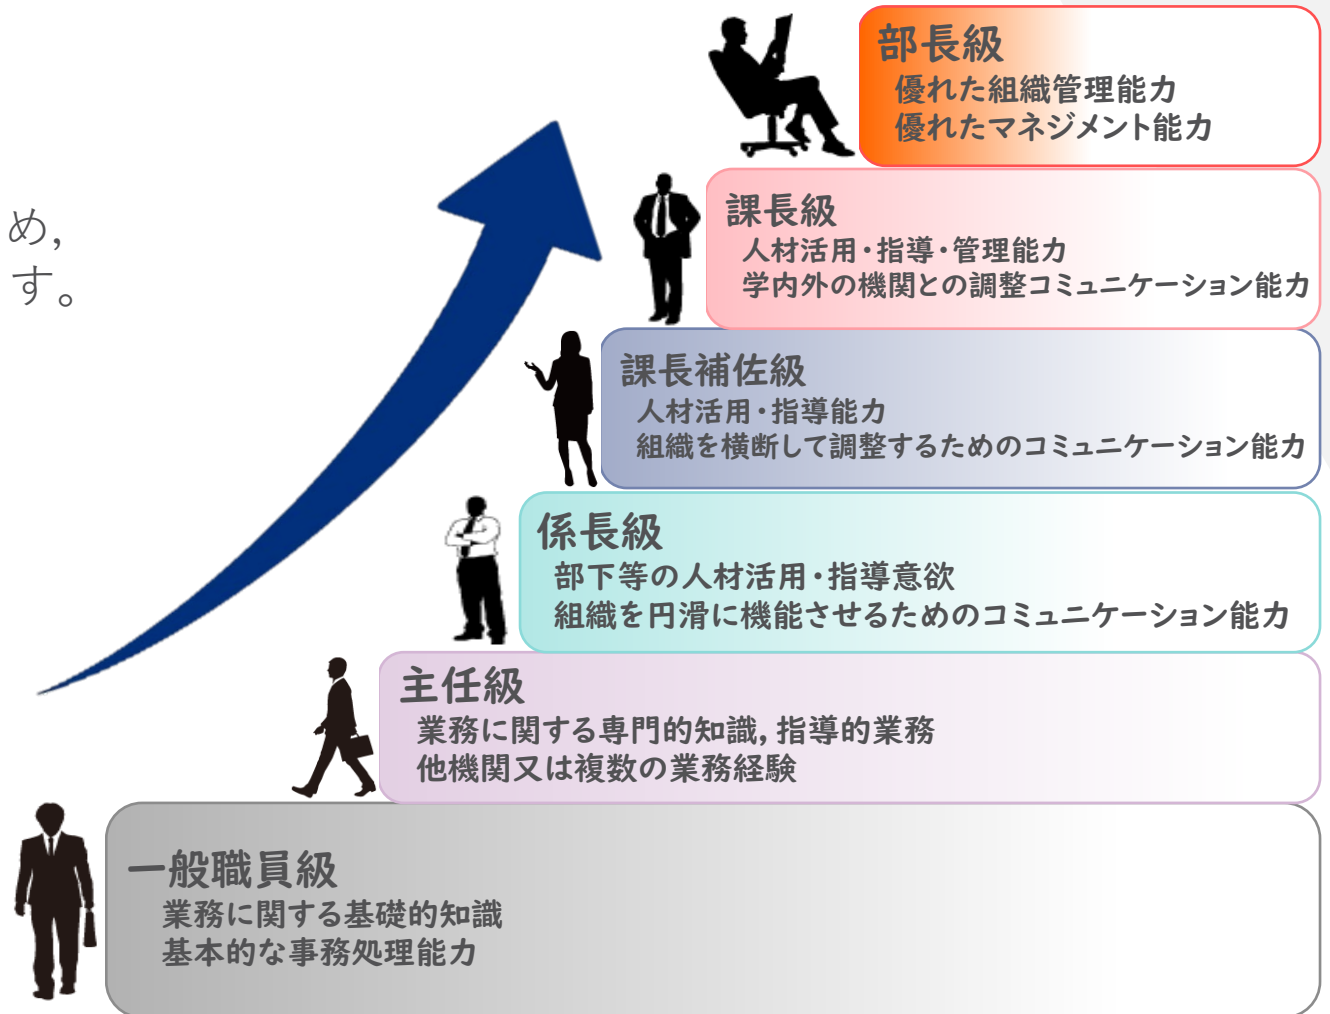 部長級
優れた組織管理能力
優れたマネジメント能力
め,
す。
課長級
人材活用・指導・管理能力
学内外の機関との調整コミュニケーション能力
課長補佐級
人材活用・指導能力
組織を横断して調整するためのコミュニケーション能力
係長級
部下等の人材活用・指導意欲
組織を円滑に機能させるためのコミュニケーション能力
主任級
業務に関する専門的知識, 指導的業務
他機関又は複数の業務経験
一般職員級
業務に関する基礎的知識
基本的な事務処理能力